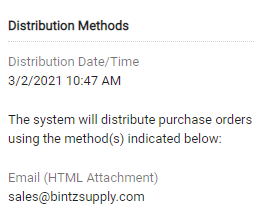 Distribution Methods
Distribution Date/Time
3/2/2021 10:47 AM
The system will distribute purchase orders
using the method(s) indicated below:
Email (HTML Attachment)
sales@bintzsupply.com